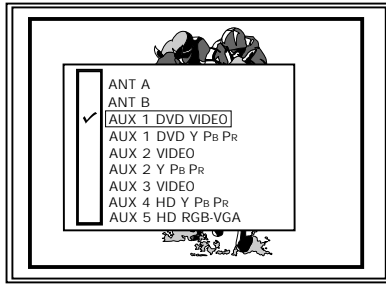 ANT A
ANT B
AUX 1 DVD VIDEO
AUX 1 DVD Y PB PR
AUX 2 VIDEO
AUX 2 Y PB PR
AUX 3 VIDEO
AUX 4 HD Y PB PR
AUX 5 HD RGB-VGA